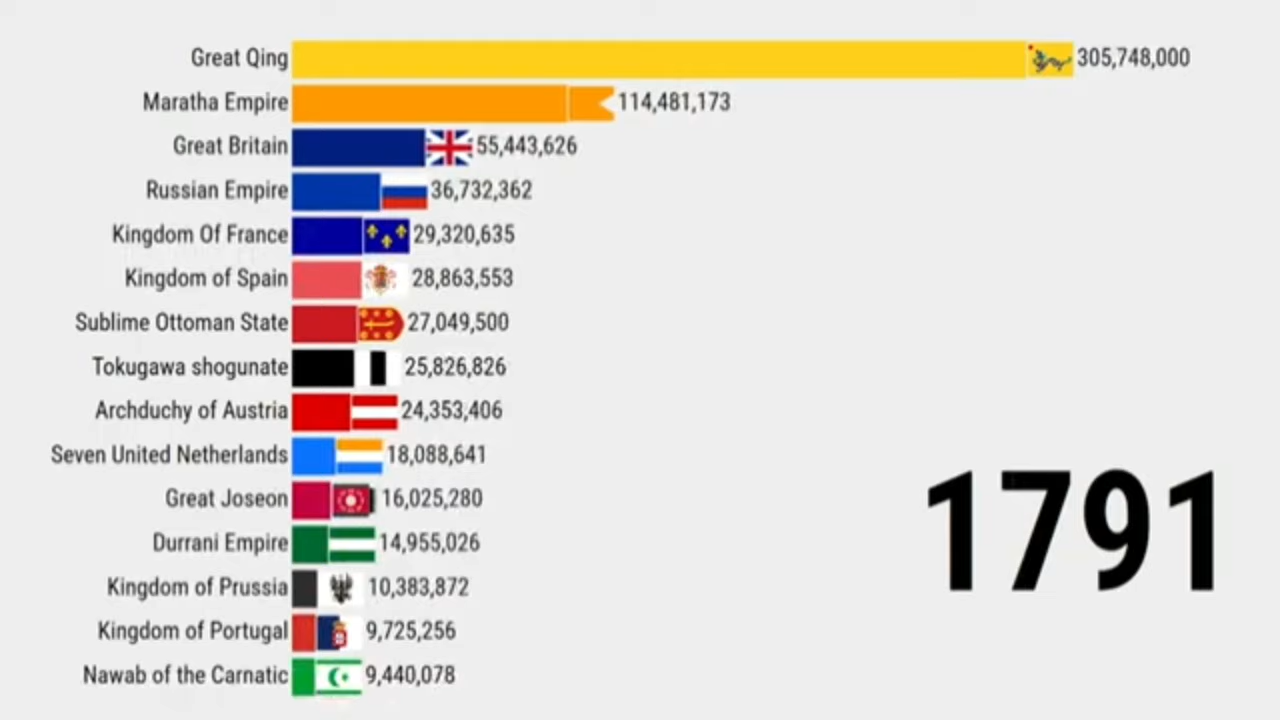 Great Qing 305,748,000
Maratha Empire 114,481,173
Great Britain 55,443,626
Russian Empire 36,732,362
Kingdom Of France 29,320,635
Kingdom of Spain 28,863,553
Sublime Ottoman State 27,049,500
Tokugawa shogunate 25,826,826
Archduchy of Austria 24,353,406
Seven United Netherlands 18,088,641
Great Joseon 16,025,280
Durrani Empire 14,955,026
Kingdom of Prussia 10,383,872
Kingdom of Portugal 9,725,256
Nawab of the Carnatic 9,440,078
1791